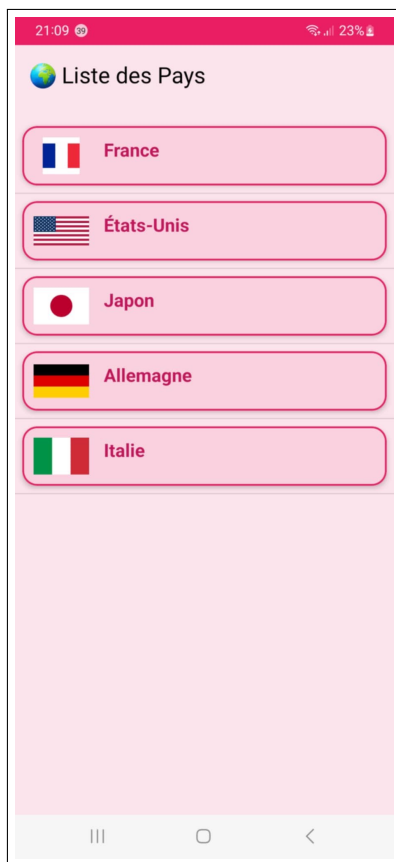 21:09 39 23%
Liste des Pays
France
États-Unis
Japon
Allemagne
Italie